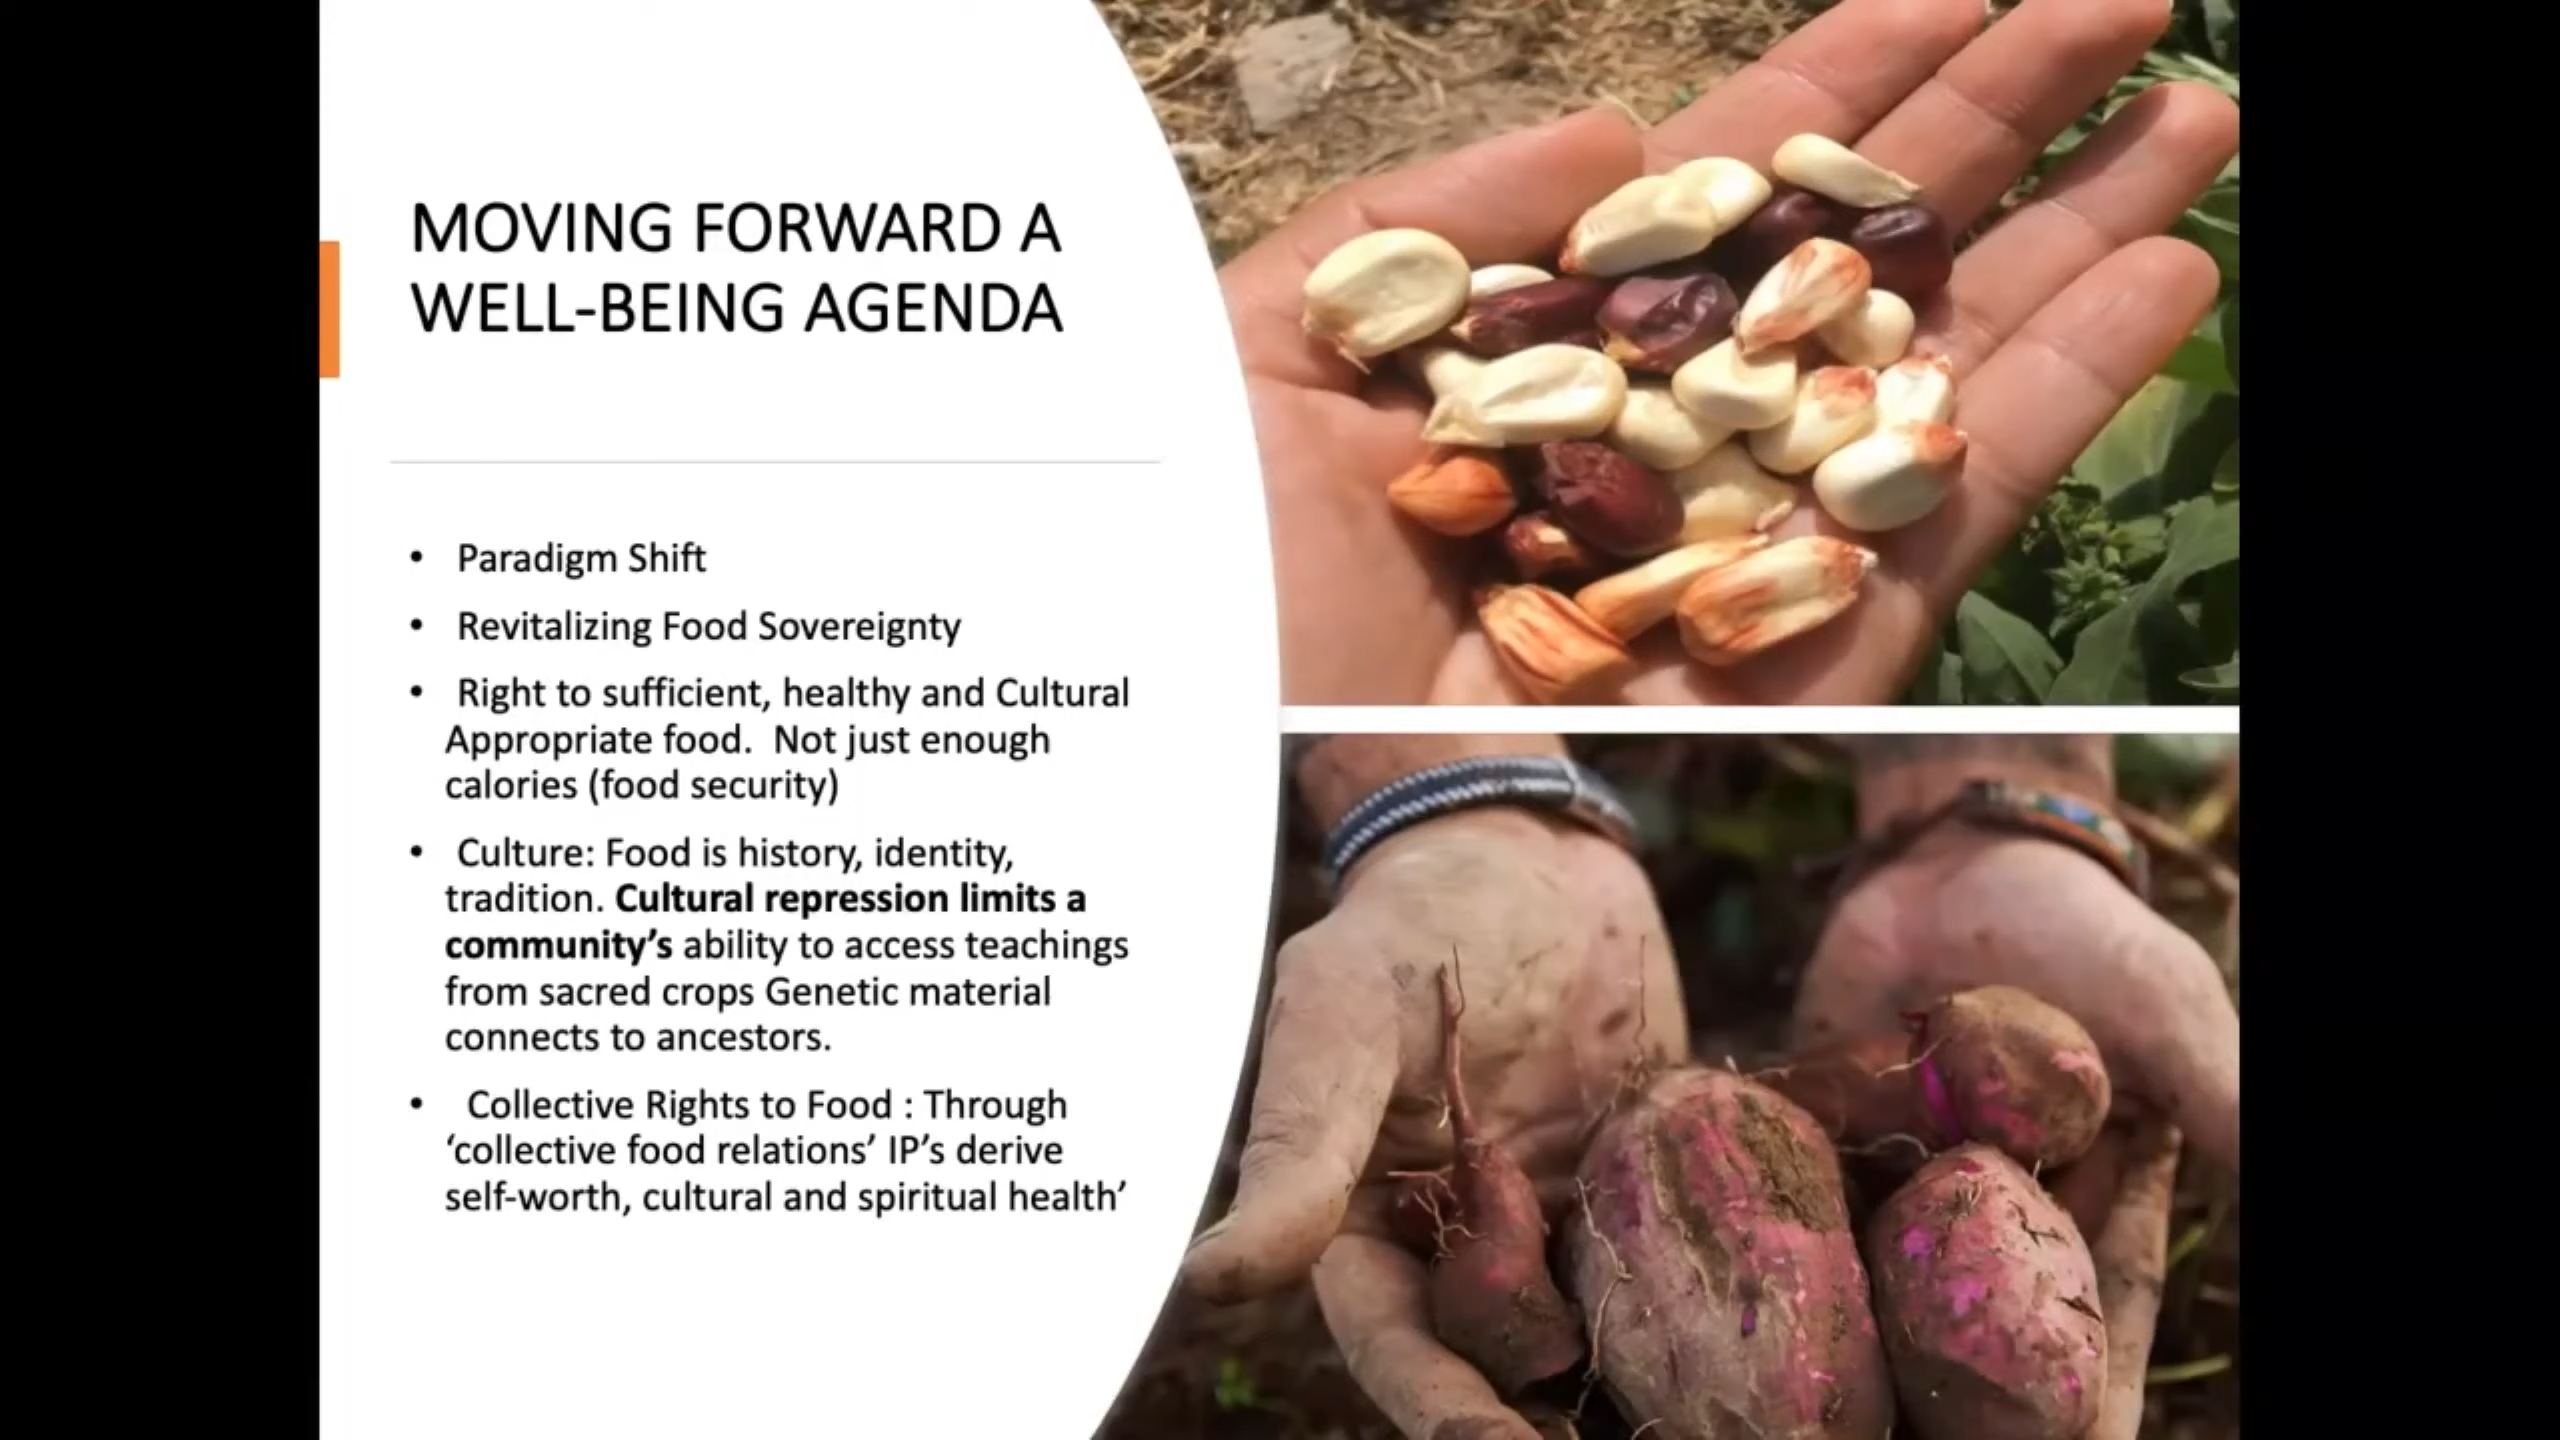 MOVING FORWARD A
WELL-BEING AGENDA
• Paradigm Shift
• Revitalizing Food Sovereignty
• Right to sufficient, healthy and Cultural
Appropriate food.  Not just enough
calories (food security)
• Culture: Food is history, identity,
tradition. Cultural repression limits a
community’s ability to access teachings
from sacred crops Genetic material
connects to ancestors.
• Collective Rights to Food : Through
‘collective food relations’ IP’s derive
self-worth, cultural and spiritual health’